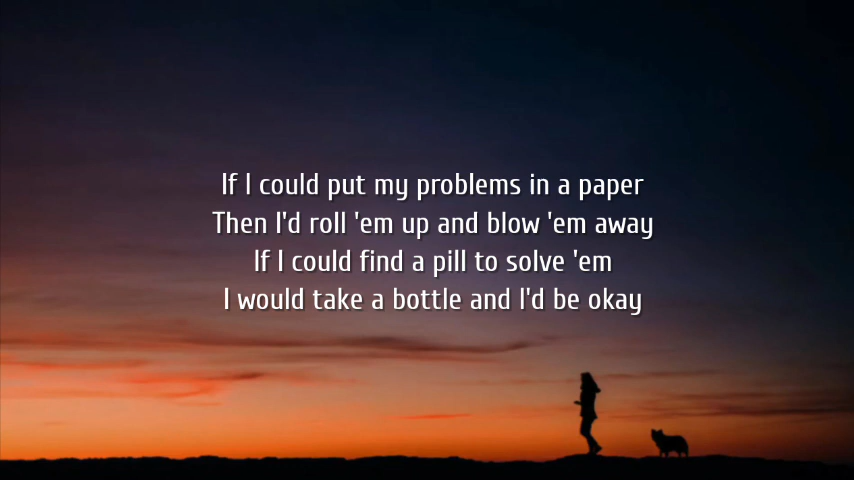 If I could put my problems in a paper
Then I'd roll 'em up and blow 'em away
If I could find a pill to solve 'em
I would take a bottle and I'd be okay